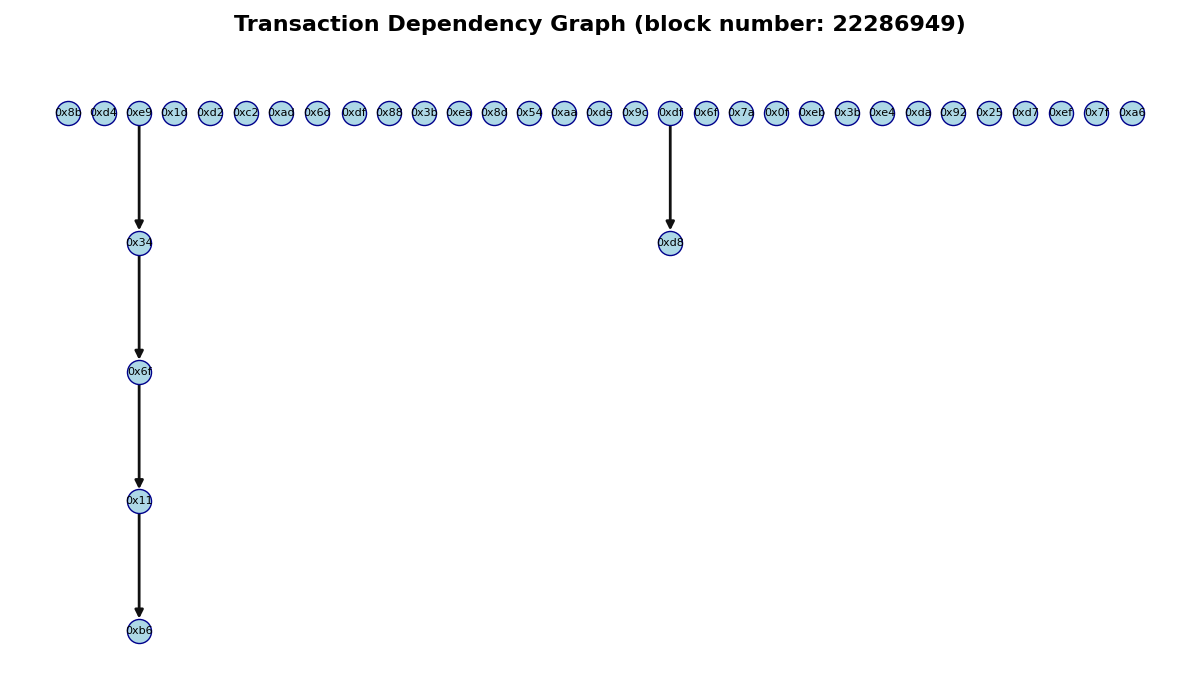 Transaction Dependency Graph (block number: 22286949)
0x8b 0xd4 0xe9 0x1d 0xd2 0xc2 0xad 0x6d 0xdf 0x88 0x3b 0xea 0x8d 0x54 0xaa 0xde 0x9c 0xdf 0x6f 0x7a 0x0f 0xeb 0x3b 0xe4 0xda 0x92 0x25 0xd7 0xef 0x7f 0xa6
0x34 0xd8
0x6f
0x11
0xb6